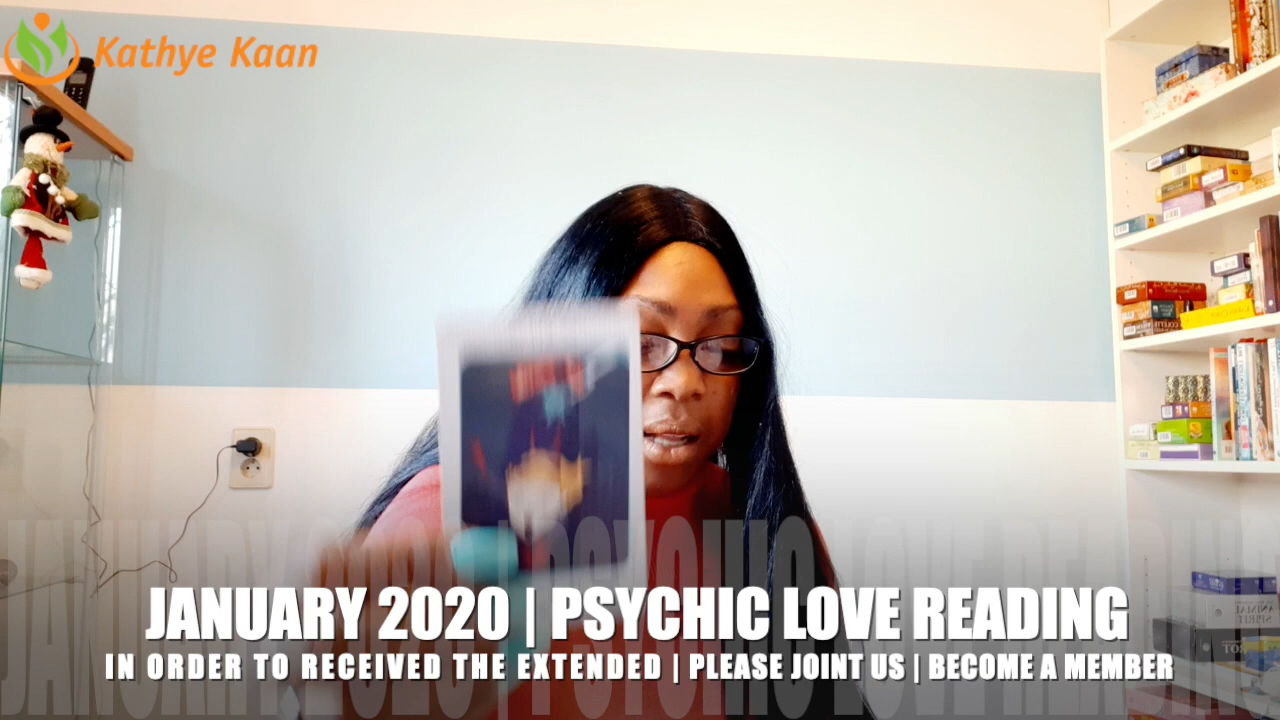 Kathye Kaan
JANUARY 2020 | PSYCHIC LOVE READING
IN ORDER TO RECEIVED THE EXTENDED | PLEASE JOINT US | BECOME A MEMBER